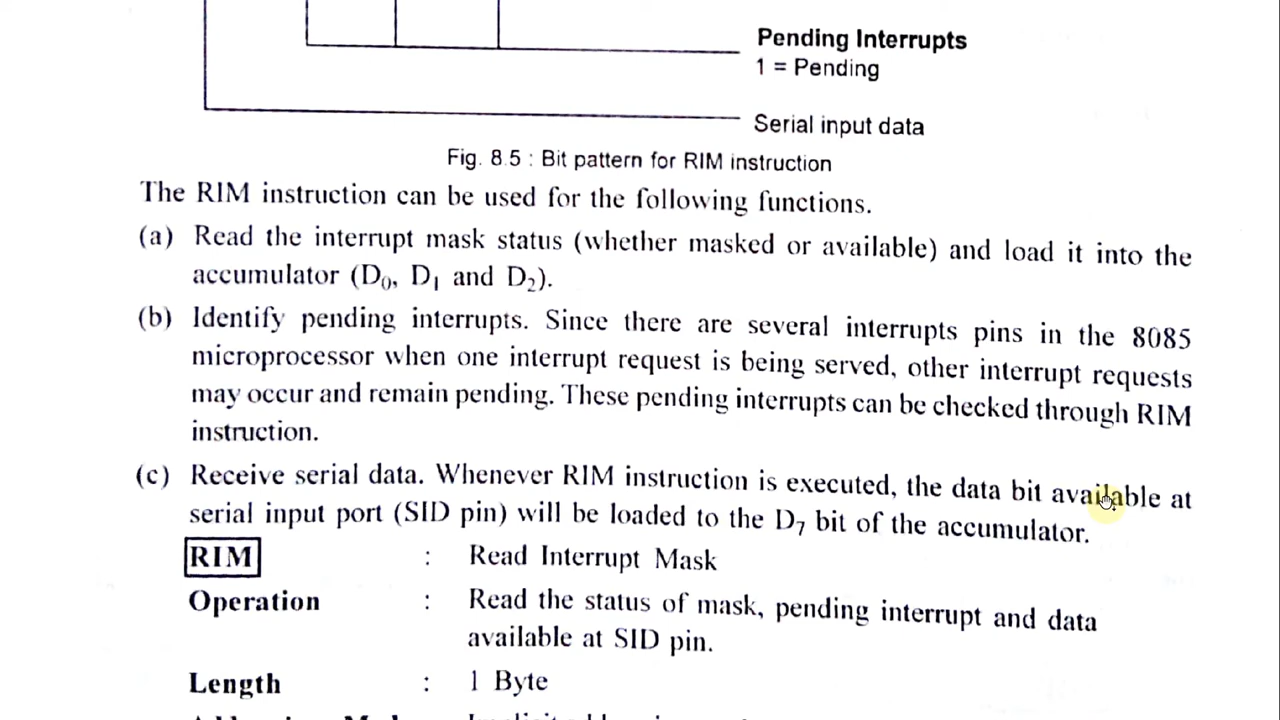 Pending Interrupts
1 = Pending
Serial input data
Fig. 8.5 : Bit pattern for RIM instruction
The RIM instruction can be used for the following functions.
(a) Read the interrupt mask status (whether masked or available) and load it into the
accumulator (D₀, D₁ and D₂).
(b) Identify pending interrupts. Since there are several interrupts pins in the 8085
microprocessor when one interrupt request is being served, other interrupt requests
may occur and remain pending. These pending interrupts can be checked through RIM
instruction.
(c) Receive serial data. Whenever RIM instruction is executed, the data bit available at
serial input port (SID pin) will be loaded to the D₇ bit of the accumulator.
RIM : Read Interrupt Mask
Operation : Read the status of mask, pending interrupt and data
available at SID pin.
Length : 1 Byte